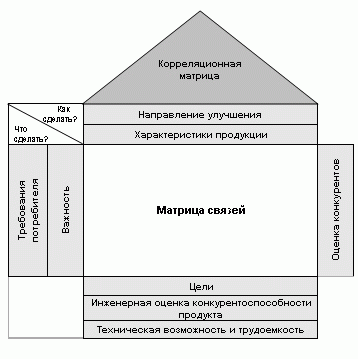 Корреляционная
матрица
Как
сделать?
Что
сделать?
Направление улучшения
Характеристики продукции
Требования
потребителя
Важность
Матрица связей
Оценка конкурентов
Цели
Инженерная оценка конкурентоспособности
продукта
Техническая возможность и трудоемкость